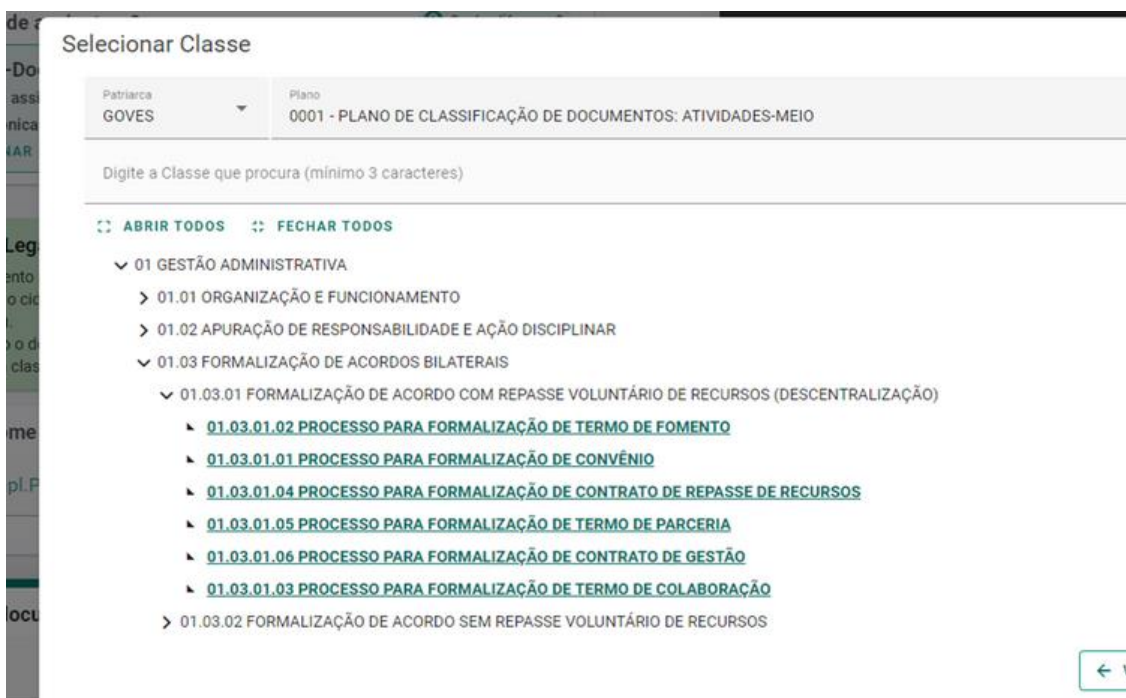 Selecionar Classe
Patriarca
GOVES
Plano
0001 - PLANO DE CLASSIFICAÇÃO DE DOCUMENTOS: ATIVIDADES-MEIO
Digite a Classe que procura (mínimo 3 caracteres)
ABRIR TODOS FECHAR TODOS
01 GESTÃO ADMINISTRATIVA
01.01 ORGANIZAÇÃO E FUNCIONAMENTO
01.02 APURAÇÃO DE RESPONSABILIDADE E AÇÃO DISCIPLINAR
01.03 FORMALIZAÇÃO DE ACORDOS BILATERAIS
01.03.01 FORMALIZAÇÃO DE ACORDO COM REPASSE VOLUNTÁRIO DE RECURSOS (DESCENTRALIZAÇÃO)
01.03.01.02 PROCESSO PARA FORMALIZAÇÃO DE TERMO DE FOMENTO
01.03.01.01 PROCESSO PARA FORMALIZAÇÃO DE CONVÊNIO
01.03.01.04 PROCESSO PARA FORMALIZAÇÃO DE CONTRATO DE REPASSE DE RECURSOS
01.03.01.05 PROCESSO PARA FORMALIZAÇÃO DE TERMO DE PARCERIA
01.03.01.06 PROCESSO PARA FORMALIZAÇÃO DE CONTRATO DE GESTÃO
01.03.01.03 PROCESSO PARA FORMALIZAÇÃO DE TERMO DE COLABORAÇÃO
01.03.02 FORMALIZAÇÃO DE ACORDO SEM REPASSE VOLUNTÁRIO DE RECURSOS